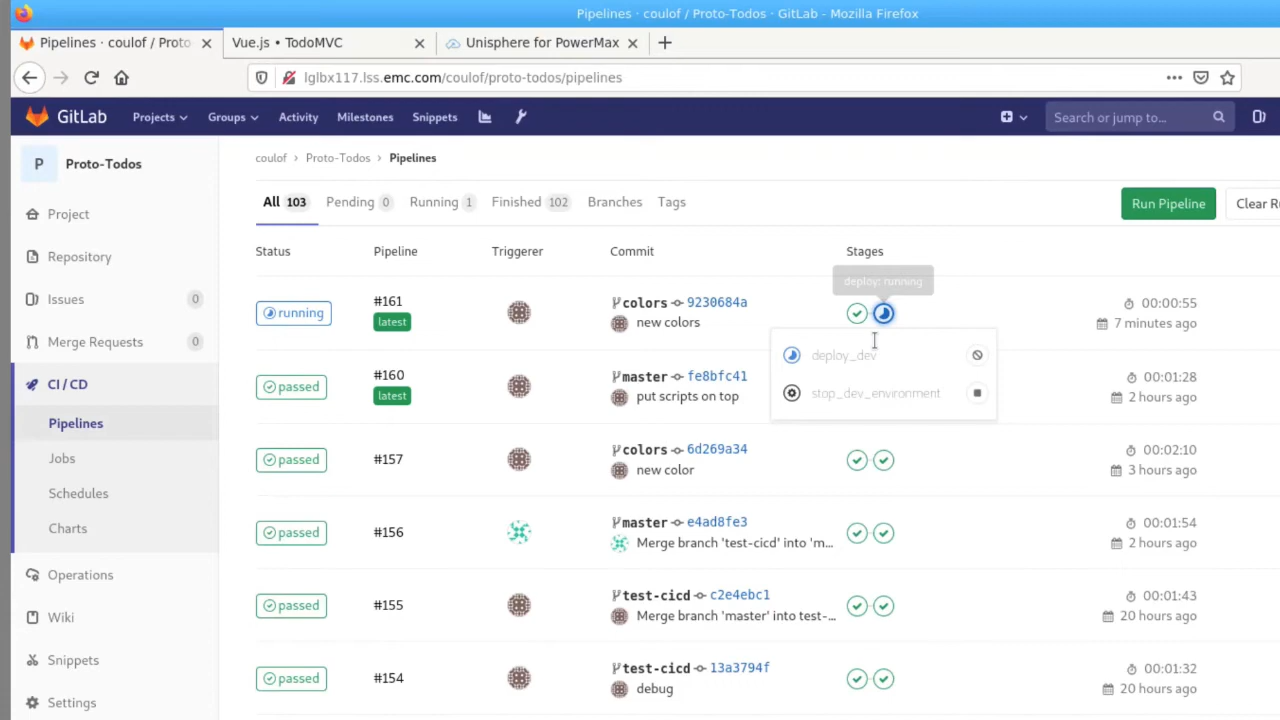 Pipelines · coulof / Proto-Todos · GitLab - Mozilla Firefox
Pipelines · coulof / Proto
Vue.js • TodoMVC
Unisphere for PowerMax
lglbx117.lss.emc.com/coulof/proto-todos/pipelines
GitLab
Projects
Groups
Activity
Milestones
Snippets
Search or jump to...
P
Proto-Todos
Project
Repository
Issues 0
Merge Requests 0
CI / CD
Pipelines
Jobs
Schedules
Charts
Operations
Wiki
Snippets
Settings
coulof > Proto-Todos > Pipelines
All 103
Pending 0
Running 1
Finished 102
Branches
Tags
Run Pipeline
Clear R
Status
Pipeline
Triggerer
Commit
Stages
deploy: running
running
#161
latest
colors 9230684a
new colors
00:00:55
7 minutes ago
deploy_dev
stop_dev_environment
passed
#160
latest
master fe8bfc41
put scripts on top
00:01:28
2 hours ago
passed
#157
colors 6d269a34
new color
00:02:10
3 hours ago
passed
#156
master e4ad8fe3
Merge branch 'test-cicd' into 'm...
00:01:54
2 hours ago
passed
#155
test-cicd c2e4ebc1
Merge branch 'master' into test-...
00:01:43
20 hours ago
passed
#154
test-cicd 13a3794f
debug
00:01:32
20 hours ago